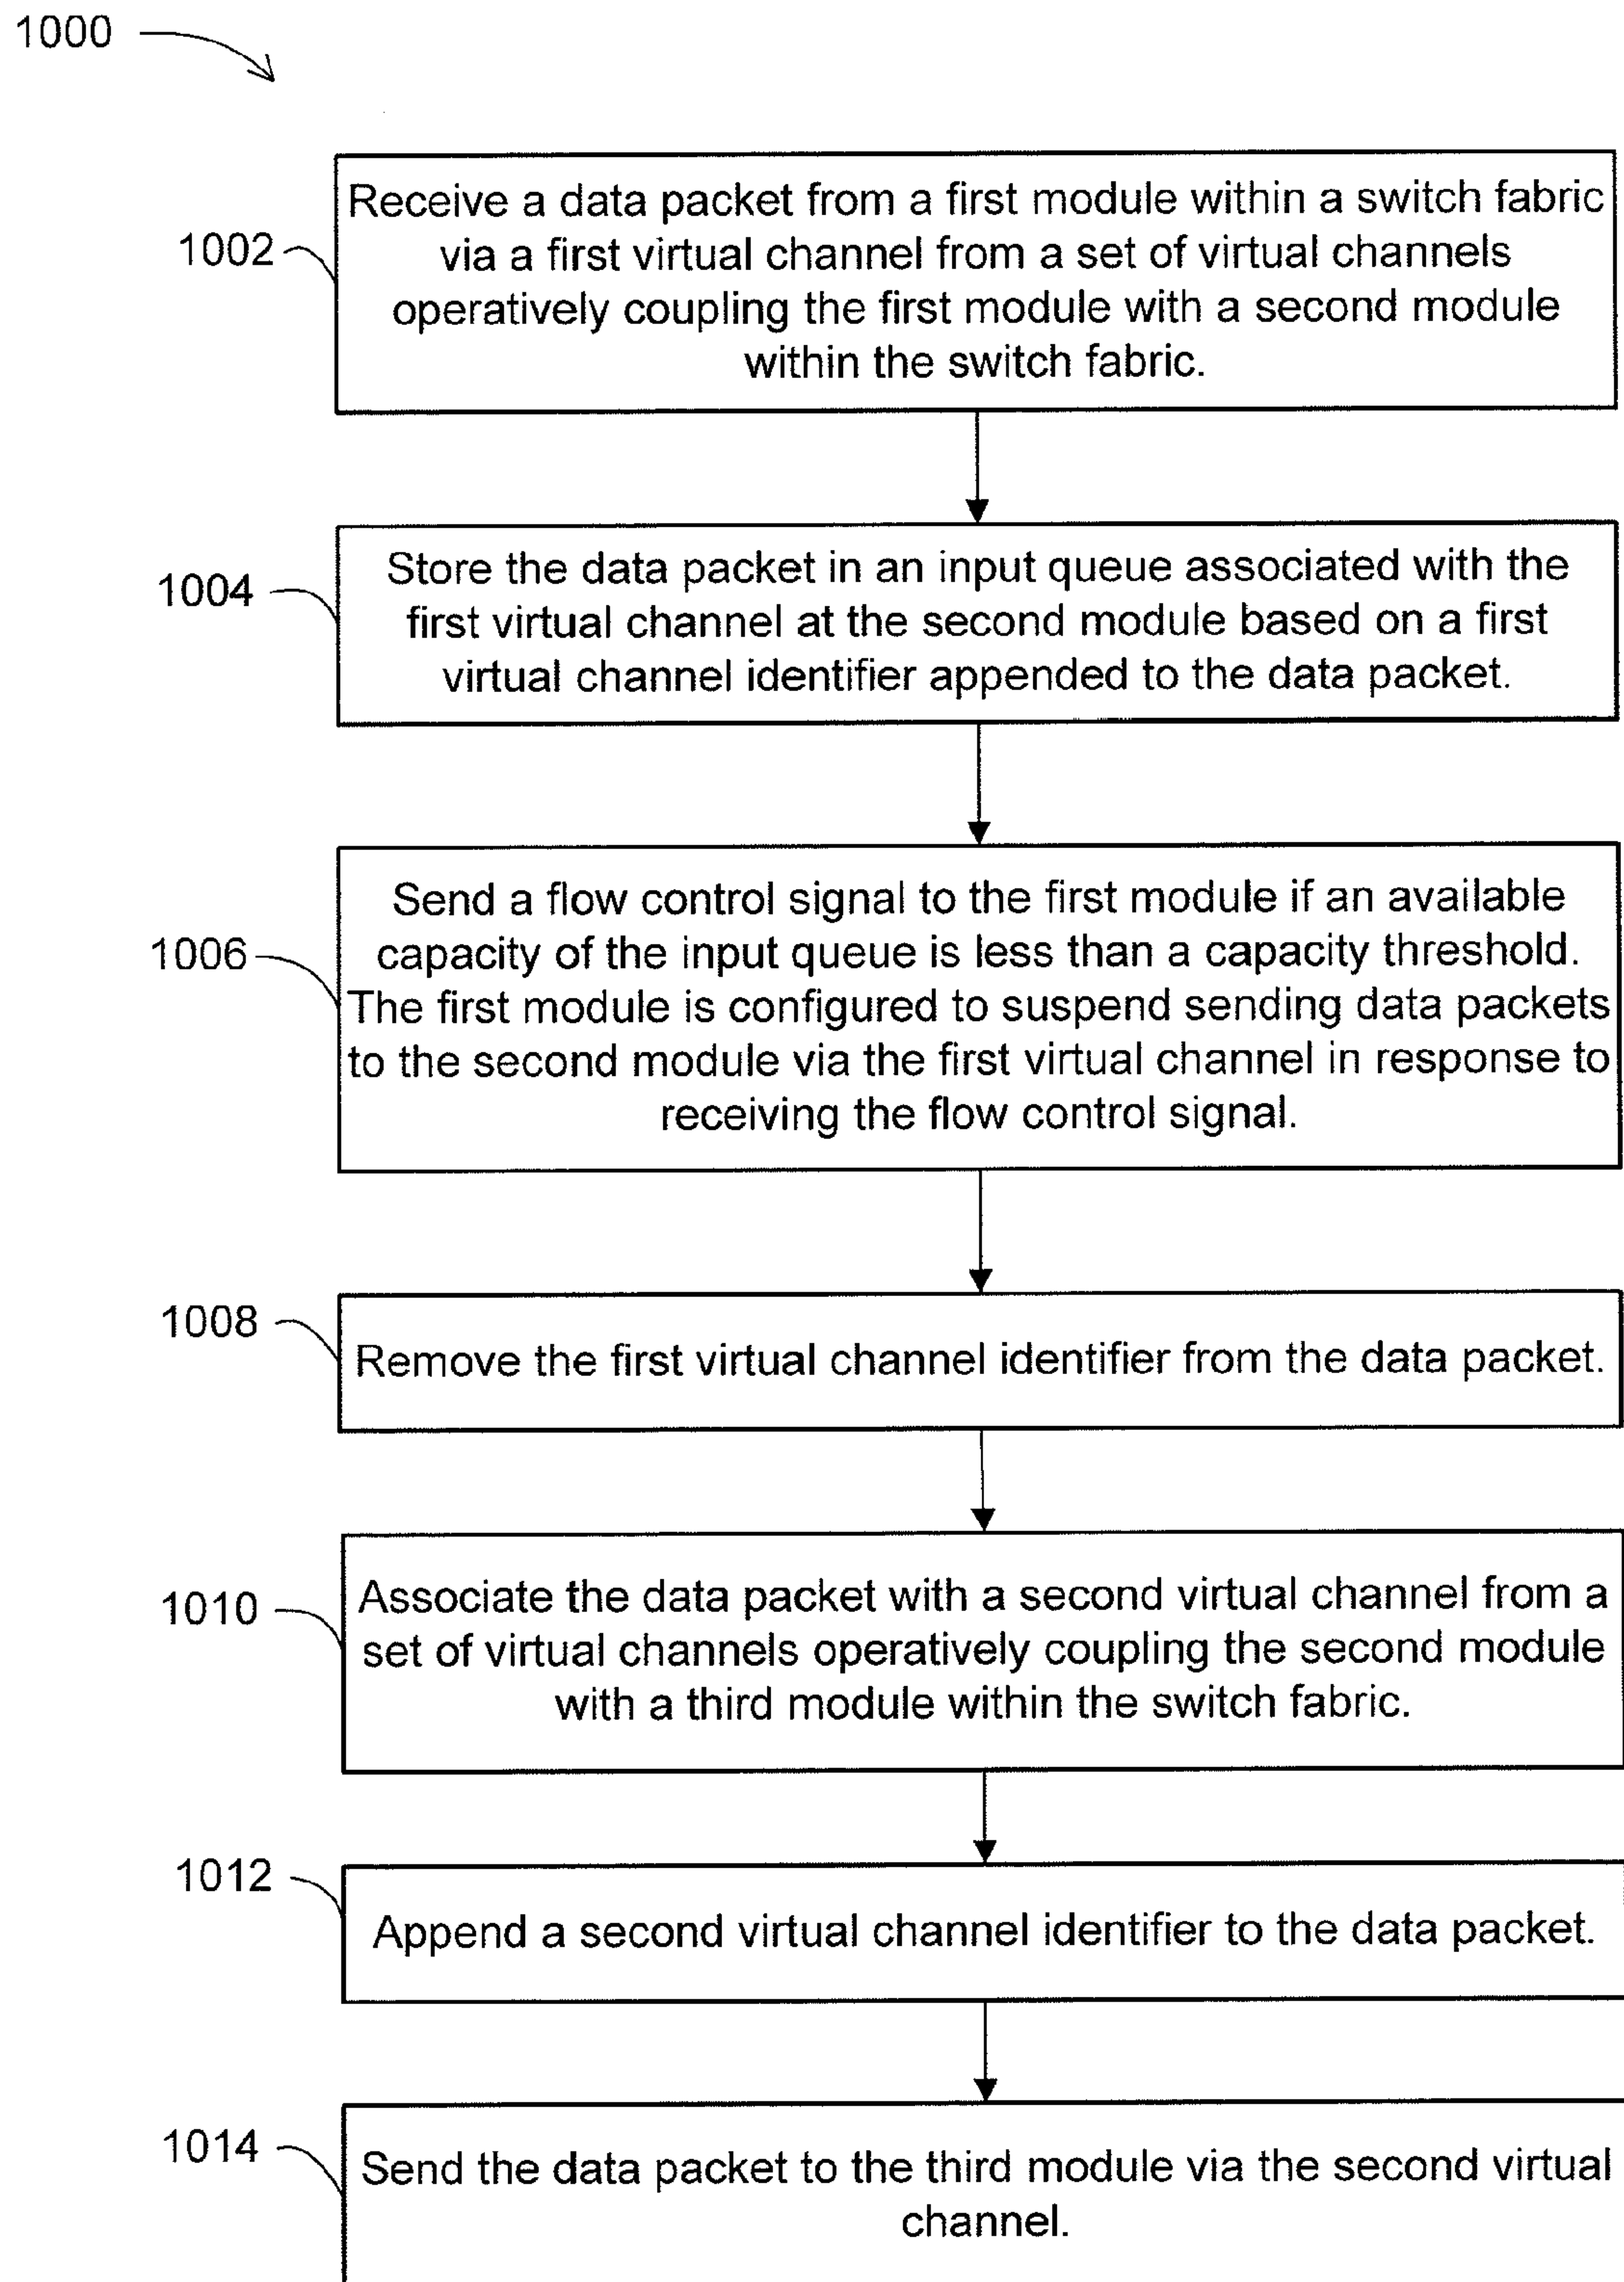 1000
1002
Receive a data packet from a first module within a switch fabric
via a first virtual channel from a set of virtual channels
operatively coupling the first module with a second module
within the switch fabric.
1004
Store the data packet in an input queue associated with the
first virtual channel at the second module based on a first
virtual channel identifier appended to the data packet.
1006
Send a flow control signal to the first module if an available
capacity of the input queue is less than a capacity threshold.
The first module is configured to suspend sending data packets
to the second module via the first virtual channel in response to
receiving the flow control signal.
1008
Remove the first virtual channel identifier from the data packet.
1010
Associate the data packet with a second virtual channel from a
set of virtual channels operatively coupling the second module
with a third module within the switch fabric.
1012
Append a second virtual channel identifier to the data packet.
1014
Send the data packet to the third module via the second virtual
channel.